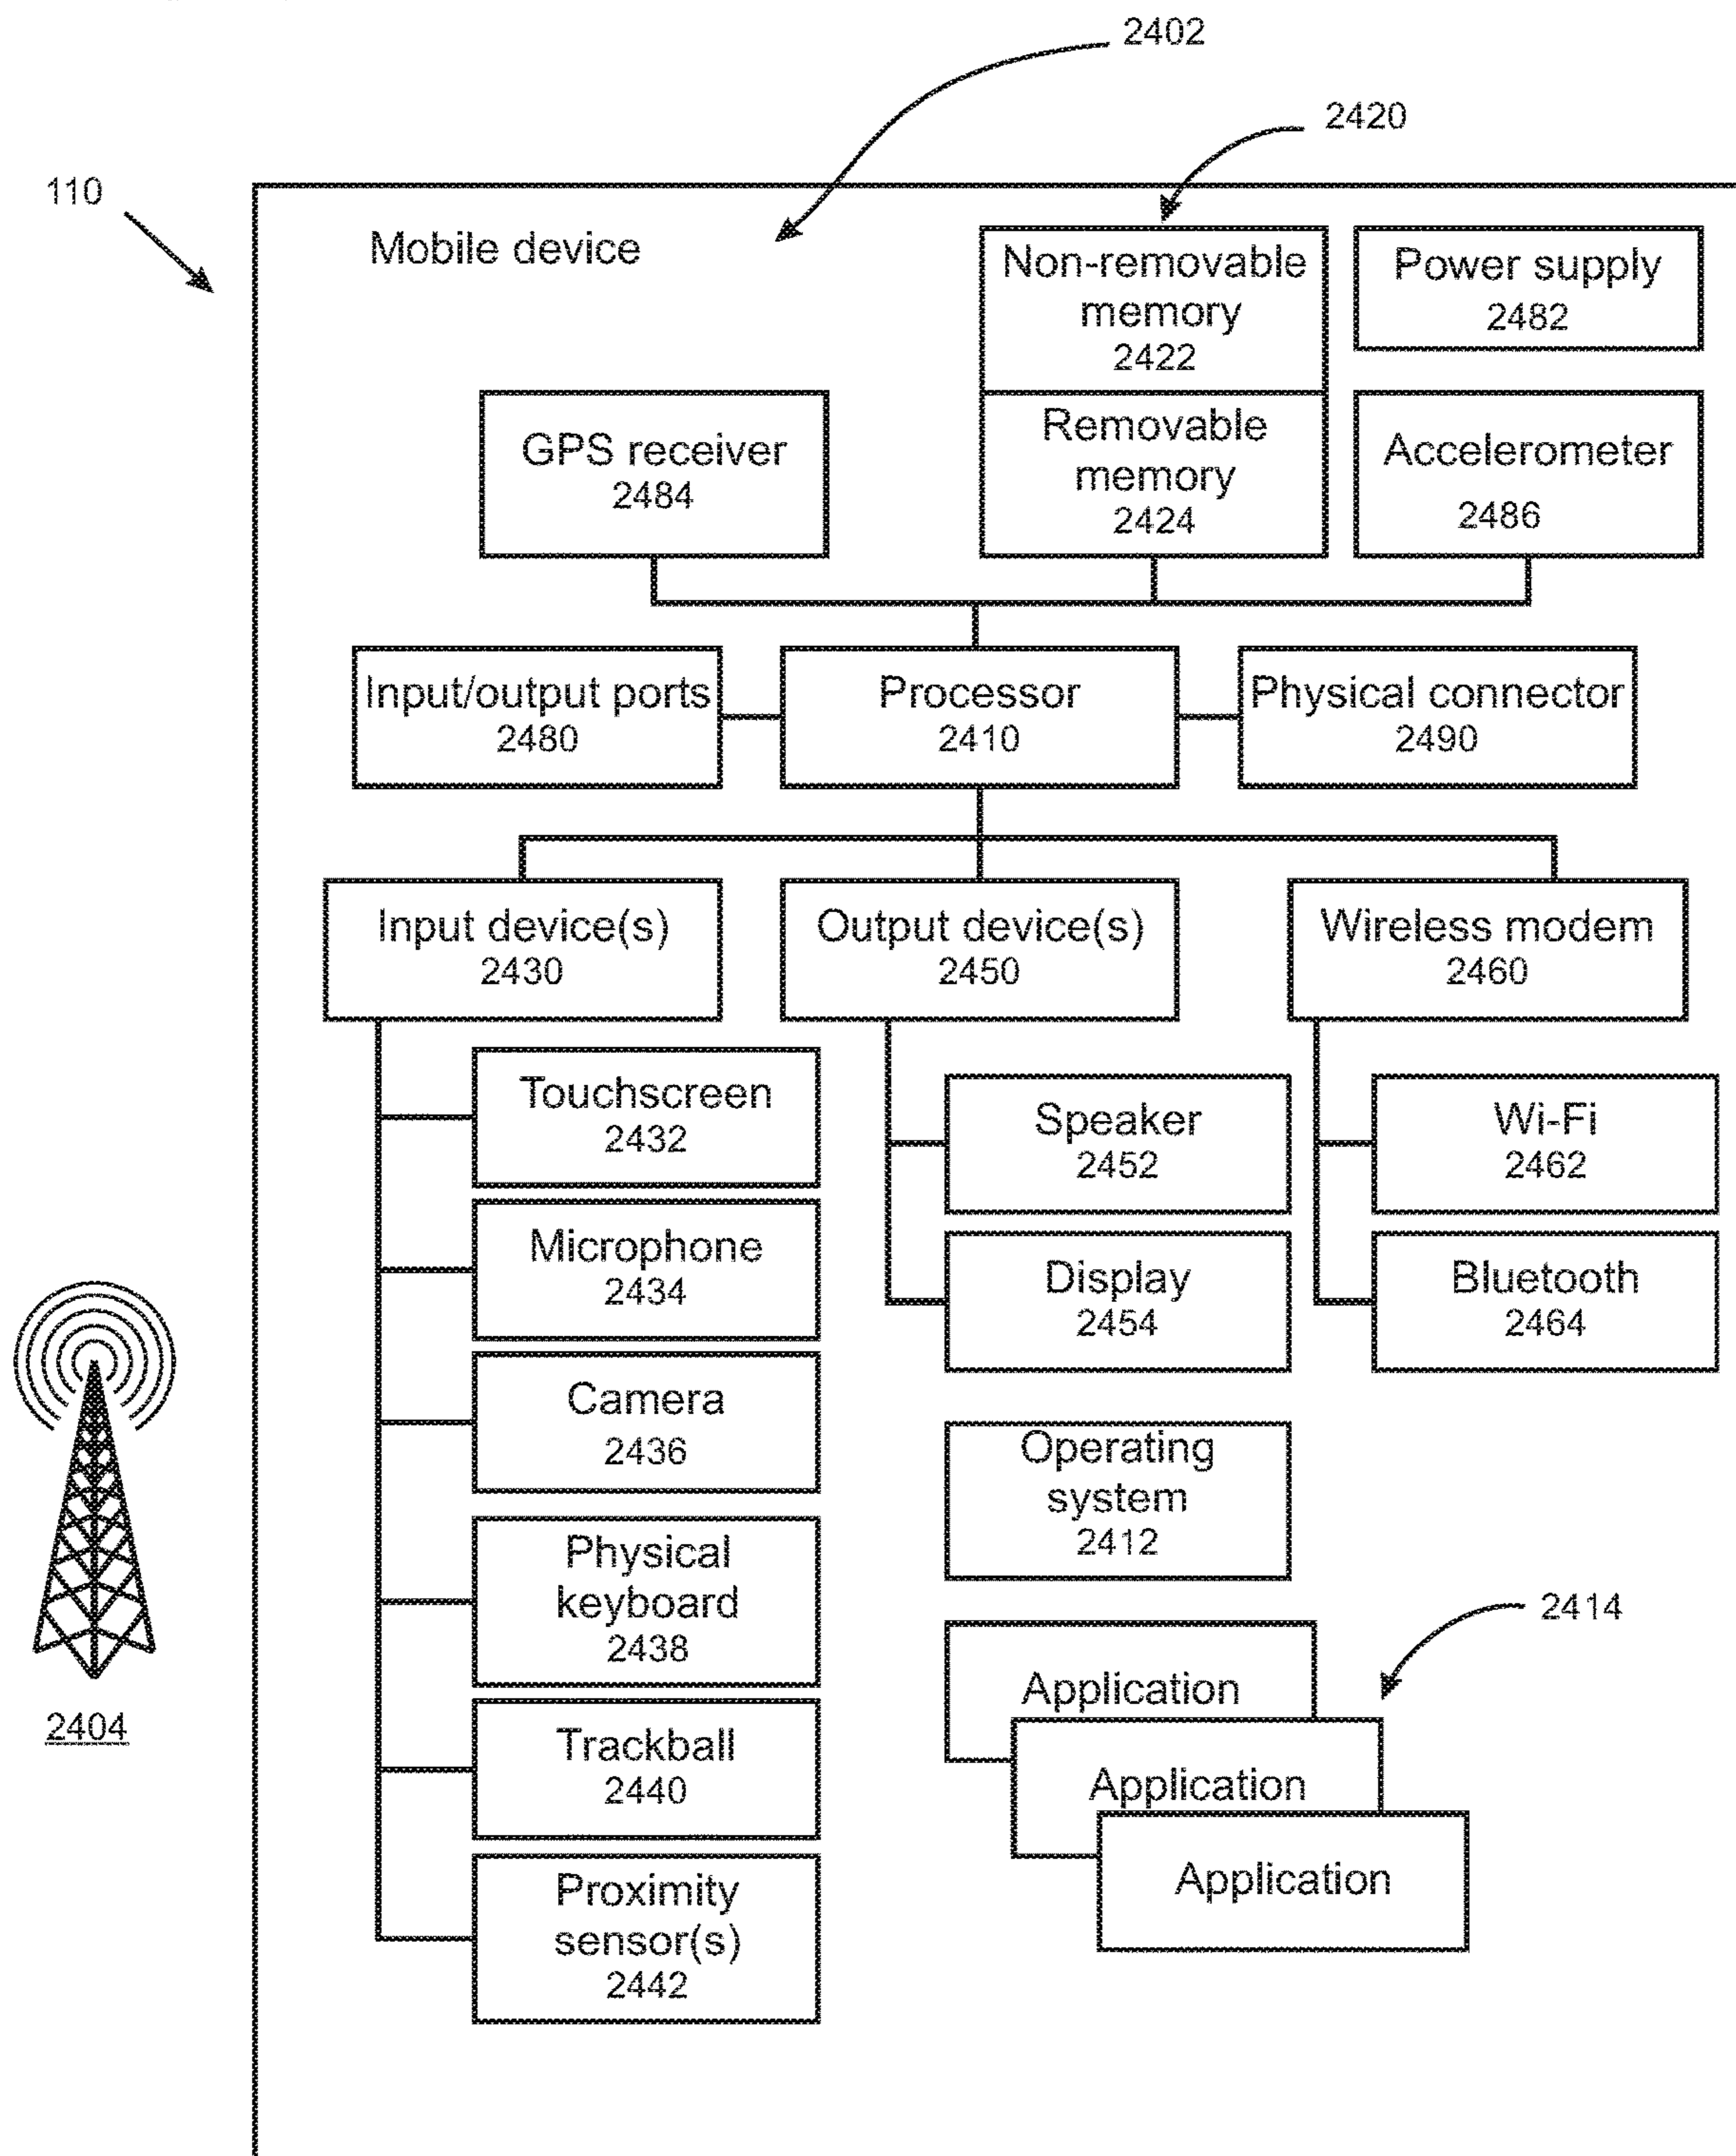 2402
2420
110
Mobile device
Non-removable
memory
2422
Power supply
2482
GPS receiver
2484
Removable
memory
2424
Accelerometer
2486
Input/output ports
2480
Processor
2410
Physical connector
2490
Input device(s)
2430
Output device(s)
2450
Wireless modem
2460
Touchscreen
2432
Speaker
2452
Wi-Fi
2462
Microphone
2434
Display
2454
Bluetooth
2464
Camera
2436
Operating
system
2412
Physical
keyboard
2438
2414
2404
Trackball
2440
Application
Application
Application
Proximity
sensor(s)
2442